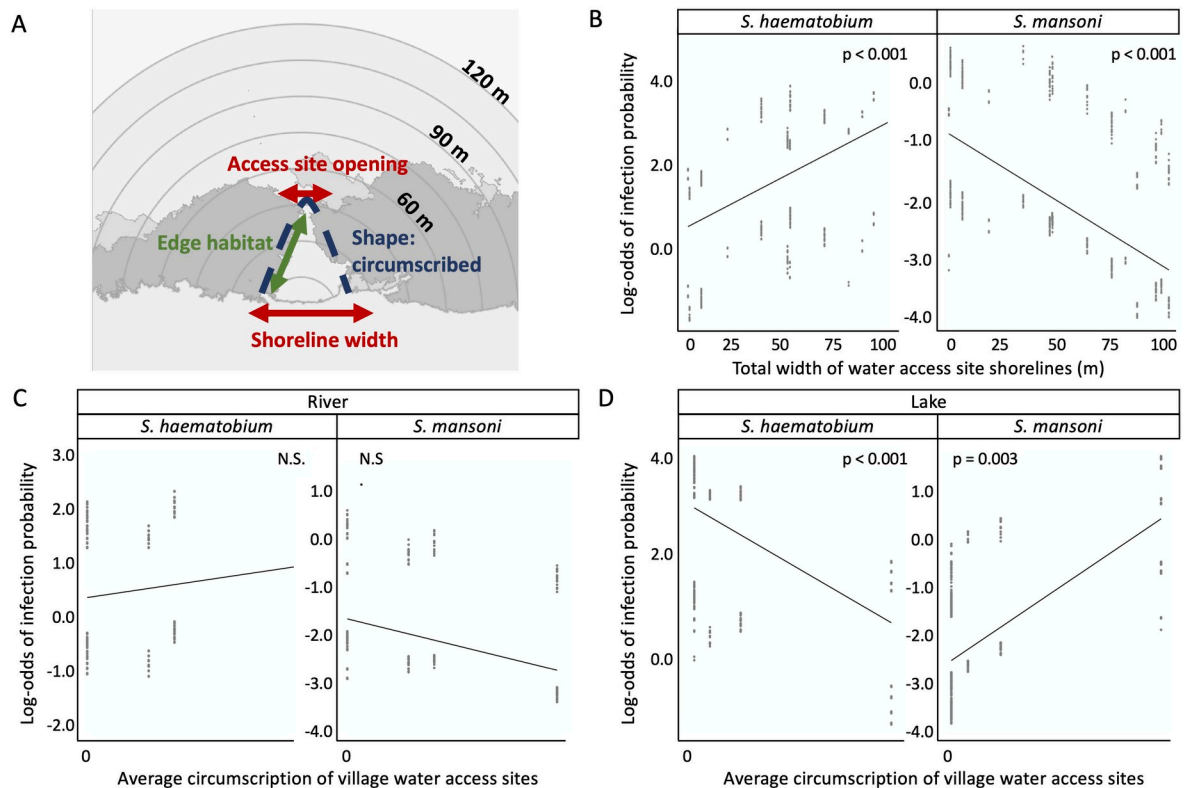 A
120 m
90 m
60 m
Access site opening
Edge habitat
Shape:
circumscribed
Shoreline width
B
S. haematobium
S. mansoni
p < 0.001
p < 0.001
Log-odds of infection probability
4.0
2.0
0.0
0.0
-1.0
-2.0
-3.0
-4.0
0
25
50
75
100
0
25
50
75
100
Total width of water access site shorelines (m)
C
River
S. haematobium
S. mansoni
N.S.
N.S
Log-odds of infection probability
3.0
2.0
1.0
0.0
-1.0
-2.0
1.0
0.0
-1.0
-2.0
-3.0
-4.0
0
0
Average circumscription of village water access sites
D
Lake
S. haematobium
S. mansoni
p < 0.001
p = 0.003
Log-odds of infection probability
4.0
2.0
0.0
1.0
0.0
-1.0
-2.0
-3.0
-4.0
0
0
Average circumscription of village water access sites